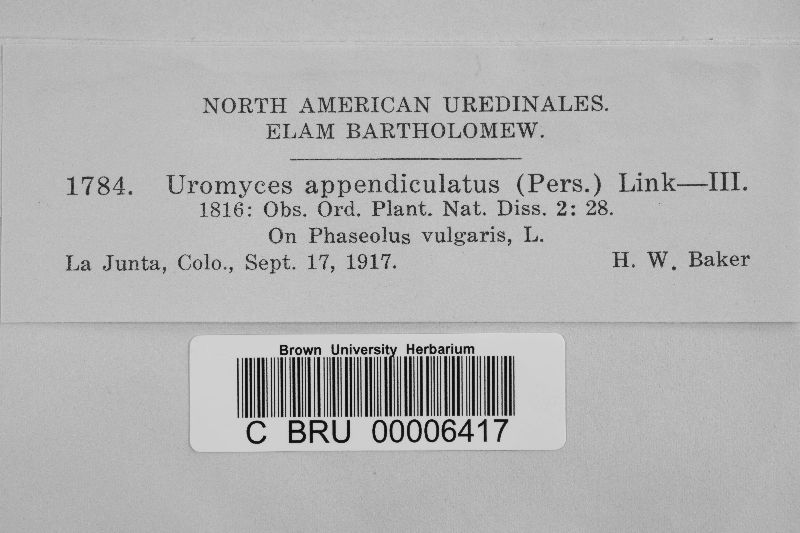 NORTH AMERICAN UREDINALES.
ELAM BARTHOLOMEW.
1784. Uromyces appendiculatus (Pers.) Link—III.
1816: Obs. Ord. Plant. Nat. Diss. 2: 28.
On Phaseolus vulgaris, L.
La Junta, Colo., Sept. 17, 1917. H. W. Baker
Brown University Herbarium
C BRU 00006417